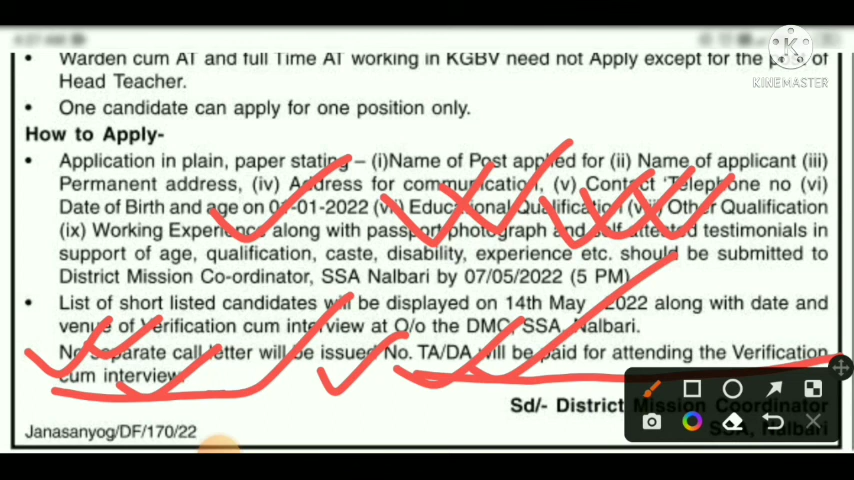 4:27 AM
K
KINEMASTER
• Warden cum AT and full Time AT working in KGBV need not Apply except for the post of
Head Teacher.
• One candidate can apply for one position only.
How to Apply-
• Application in plain, paper stating – (i)Name of Post applied for (ii) Name of applicant (iii)
Permanent address, (iv) Address for communication, (v) Contact 'Telephone no (vi)
Date of Birth and age on 01-01-2022 (vii) Educational Qualification (viii) Other Qualification
(ix) Working Experience along with passport photograph and self attested testimonials in
support of age, qualification, caste, disability, experience etc. should be submitted to
District Mission Co-ordinator, SSA Nalbari by 07/05/2022 (5 PM)
• List of short listed candidates will be displayed on 14th May 2022 along with date and
venue of Verification cum interview at O/o the DMC, SSA, Nalbari.
No separate call letter will be issued No. TA/DA will be paid for attending the Verification
cum interview.
Sd/- District Mission Coordinator
SSA, Nalbari
Janasanyog/DF/170/22